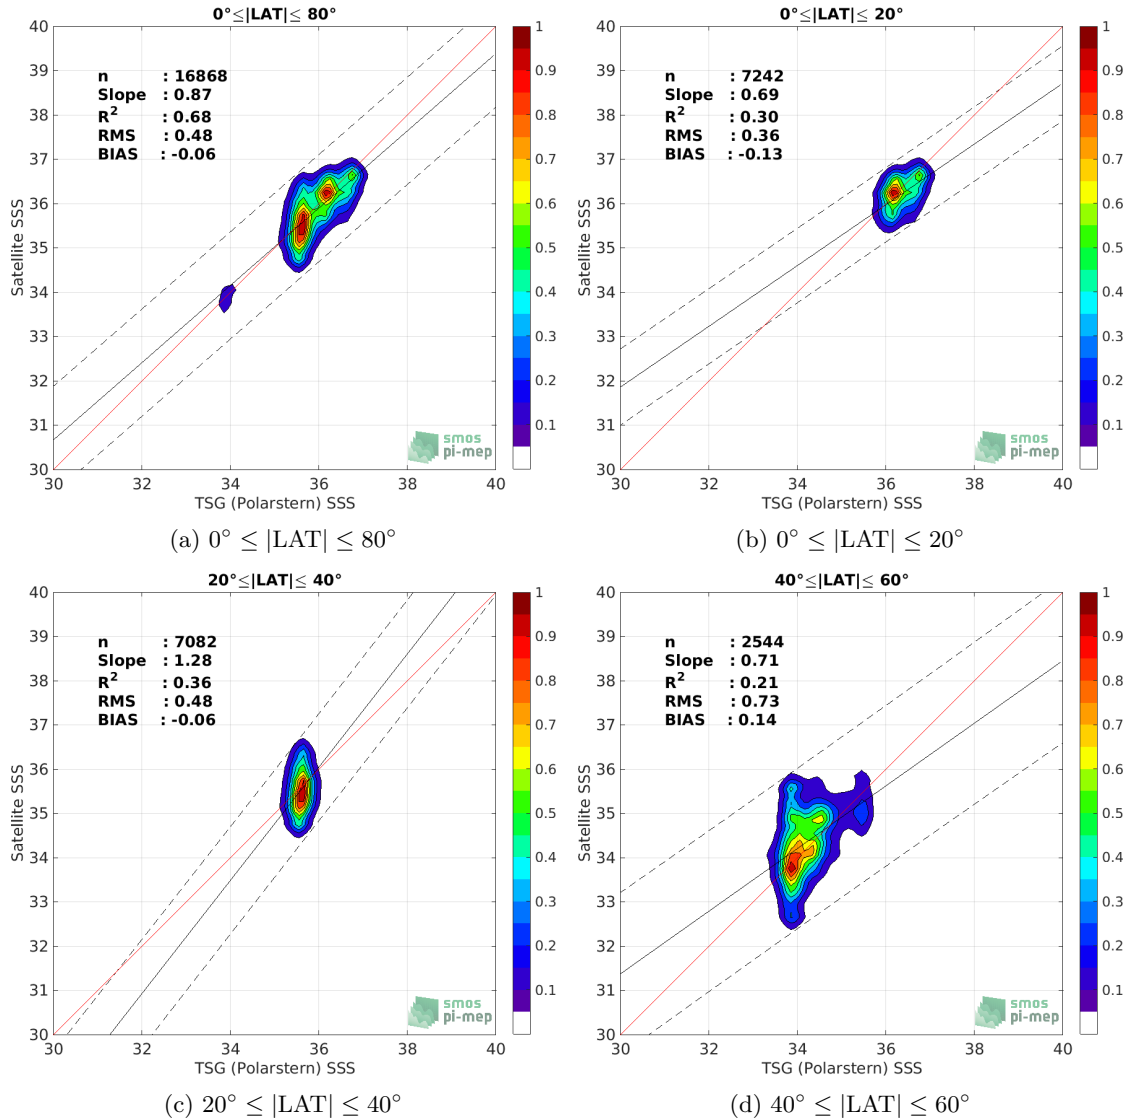 0°≤|LAT|≤ 80°
n : 16868
Slope : 0.87
R² : 0.68
RMS : 0.48
BIAS : -0.06
Satellite SSS
40
39
38
37
36
35
34
33
32
31
30
30 32 34 36 38 40
TSG (Polarstern) SSS
1
0.9
0.8
0.7
0.6
0.5
0.4
0.3
0.2
0.1
smos
pi-mep
(a) 0° ≤ |LAT| ≤ 80°
0°≤|LAT|≤ 20°
n : 7242
Slope : 0.69
R² : 0.30
RMS : 0.36
BIAS : -0.13
Satellite SSS
40
39
38
37
36
35
34
33
32
31
30
30 32 34 36 38 40
TSG (Polarstern) SSS
1
0.9
0.8
0.7
0.6
0.5
0.4
0.3
0.2
0.1
smos
pi-mep
(b) 0° ≤ |LAT| ≤ 20°
20°≤|LAT|≤ 40°
n : 7082
Slope : 1.28
R² : 0.36
RMS : 0.48
BIAS : -0.06
Satellite SSS
40
39
38
37
36
35
34
33
32
31
30
30 32 34 36 38 40
TSG (Polarstern) SSS
1
0.9
0.8
0.7
0.6
0.5
0.4
0.3
0.2
0.1
smos
pi-mep
(c) 20° ≤ |LAT| ≤ 40°
40°≤|LAT|≤ 60°
n : 2544
Slope : 0.71
R² : 0.21
RMS : 0.73
BIAS : 0.14
Satellite SSS
40
39
38
37
36
35
34
33
32
31
30
30 32 34 36 38 40
TSG (Polarstern) SSS
1
0.9
0.8
0.7
0.6
0.5
0.4
0.3
0.2
0.1
smos
pi-mep
(d) 40° ≤ |LAT| ≤ 60°